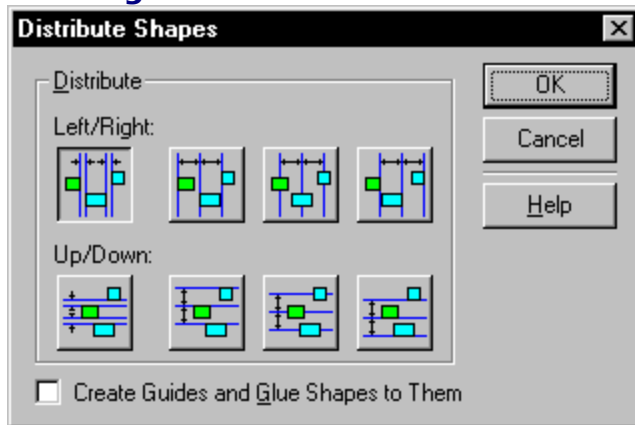 Distribute Shapes
Distribute
OK
Left/Right:
Cancel
Help
Up/Down:
Create Guides and Glue Shapes to Them